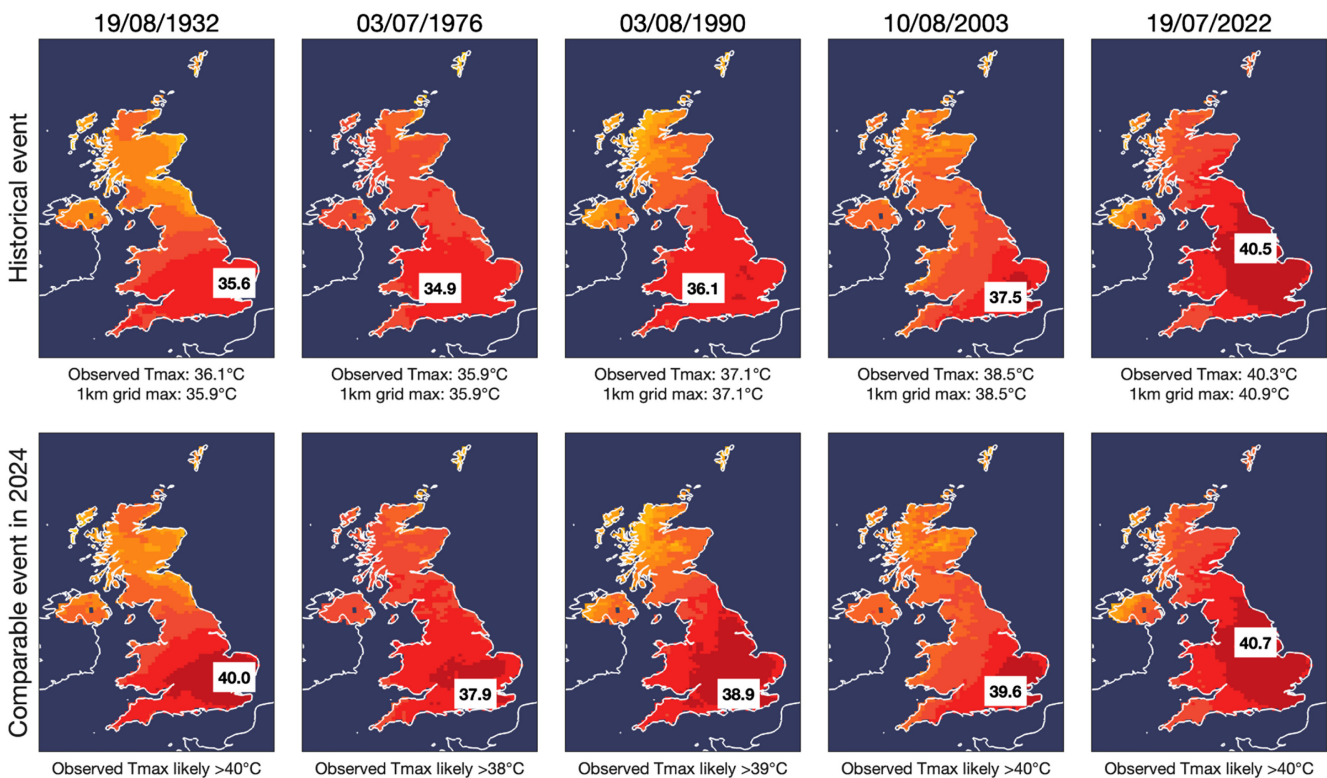 19/08/1932
03/07/1976
03/08/1990
10/08/2003
19/07/2022
Historical event
35.6
34.9
36.1
37.5
40.5
Observed Tmax: 36.1°C
1km grid max: 35.9°C
Observed Tmax: 35.9°C
1km grid max: 35.9°C
Observed Tmax: 37.1°C
1km grid max: 37.1°C
Observed Tmax: 38.5°C
1km grid max: 38.5°C
Observed Tmax: 40.3°C
1km grid max: 40.9°C
Comparable event in 2024
40.0
37.9
38.9
39.6
40.7
Observed Tmax likely >40°C
Observed Tmax likely >38°C
Observed Tmax likely >39°C
Observed Tmax likely >40°C
Observed Tmax likely >40°C